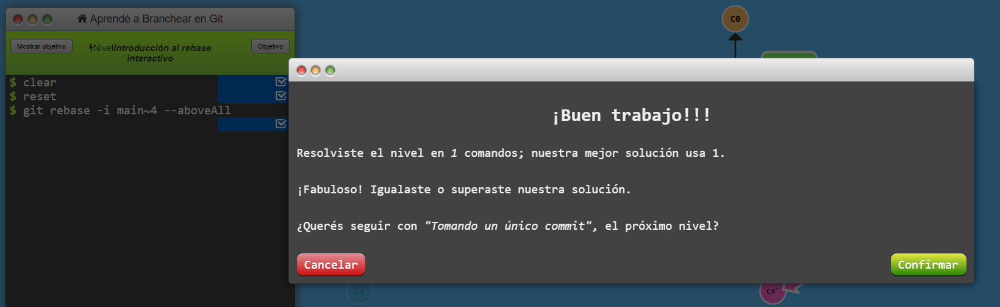 Aprendé a Branchear en Git
Mostrar objetivo
NivelIntroducción al rebase
interactivo
Objetivo
$ clear
$ reset
$ git rebase -i main~4 --aboveAll
C0
¡Buen trabajo!!!
Resolviste el nivel en 1 comandos; nuestra mejor solución usa 1.
¡Fabuloso! Igualaste o superaste nuestra solución.
¿Querés seguir con "Tomando un único commit", el próximo nivel?
Cancelar
Confirmar
C4
C4'